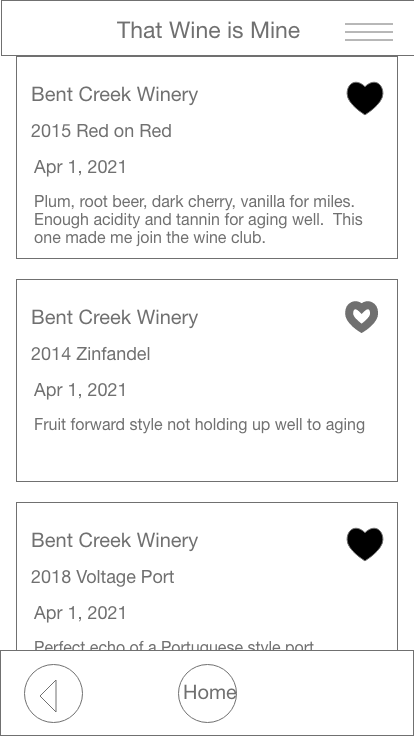 That Wine is Mine
Bent Creek Winery
2015 Red on Red
Apr 1, 2021
Plum, root beer, dark cherry, vanilla for miles.
Enough acidity and tannin for aging well.  This
one made me join the wine club.
Bent Creek Winery
2014 Zinfandel
Apr 1, 2021
Fruit forward style not holding up well to aging
Bent Creek Winery
2018 Voltage Port
Apr 1, 2021
Perfect echo of a Portuguese style port
Home